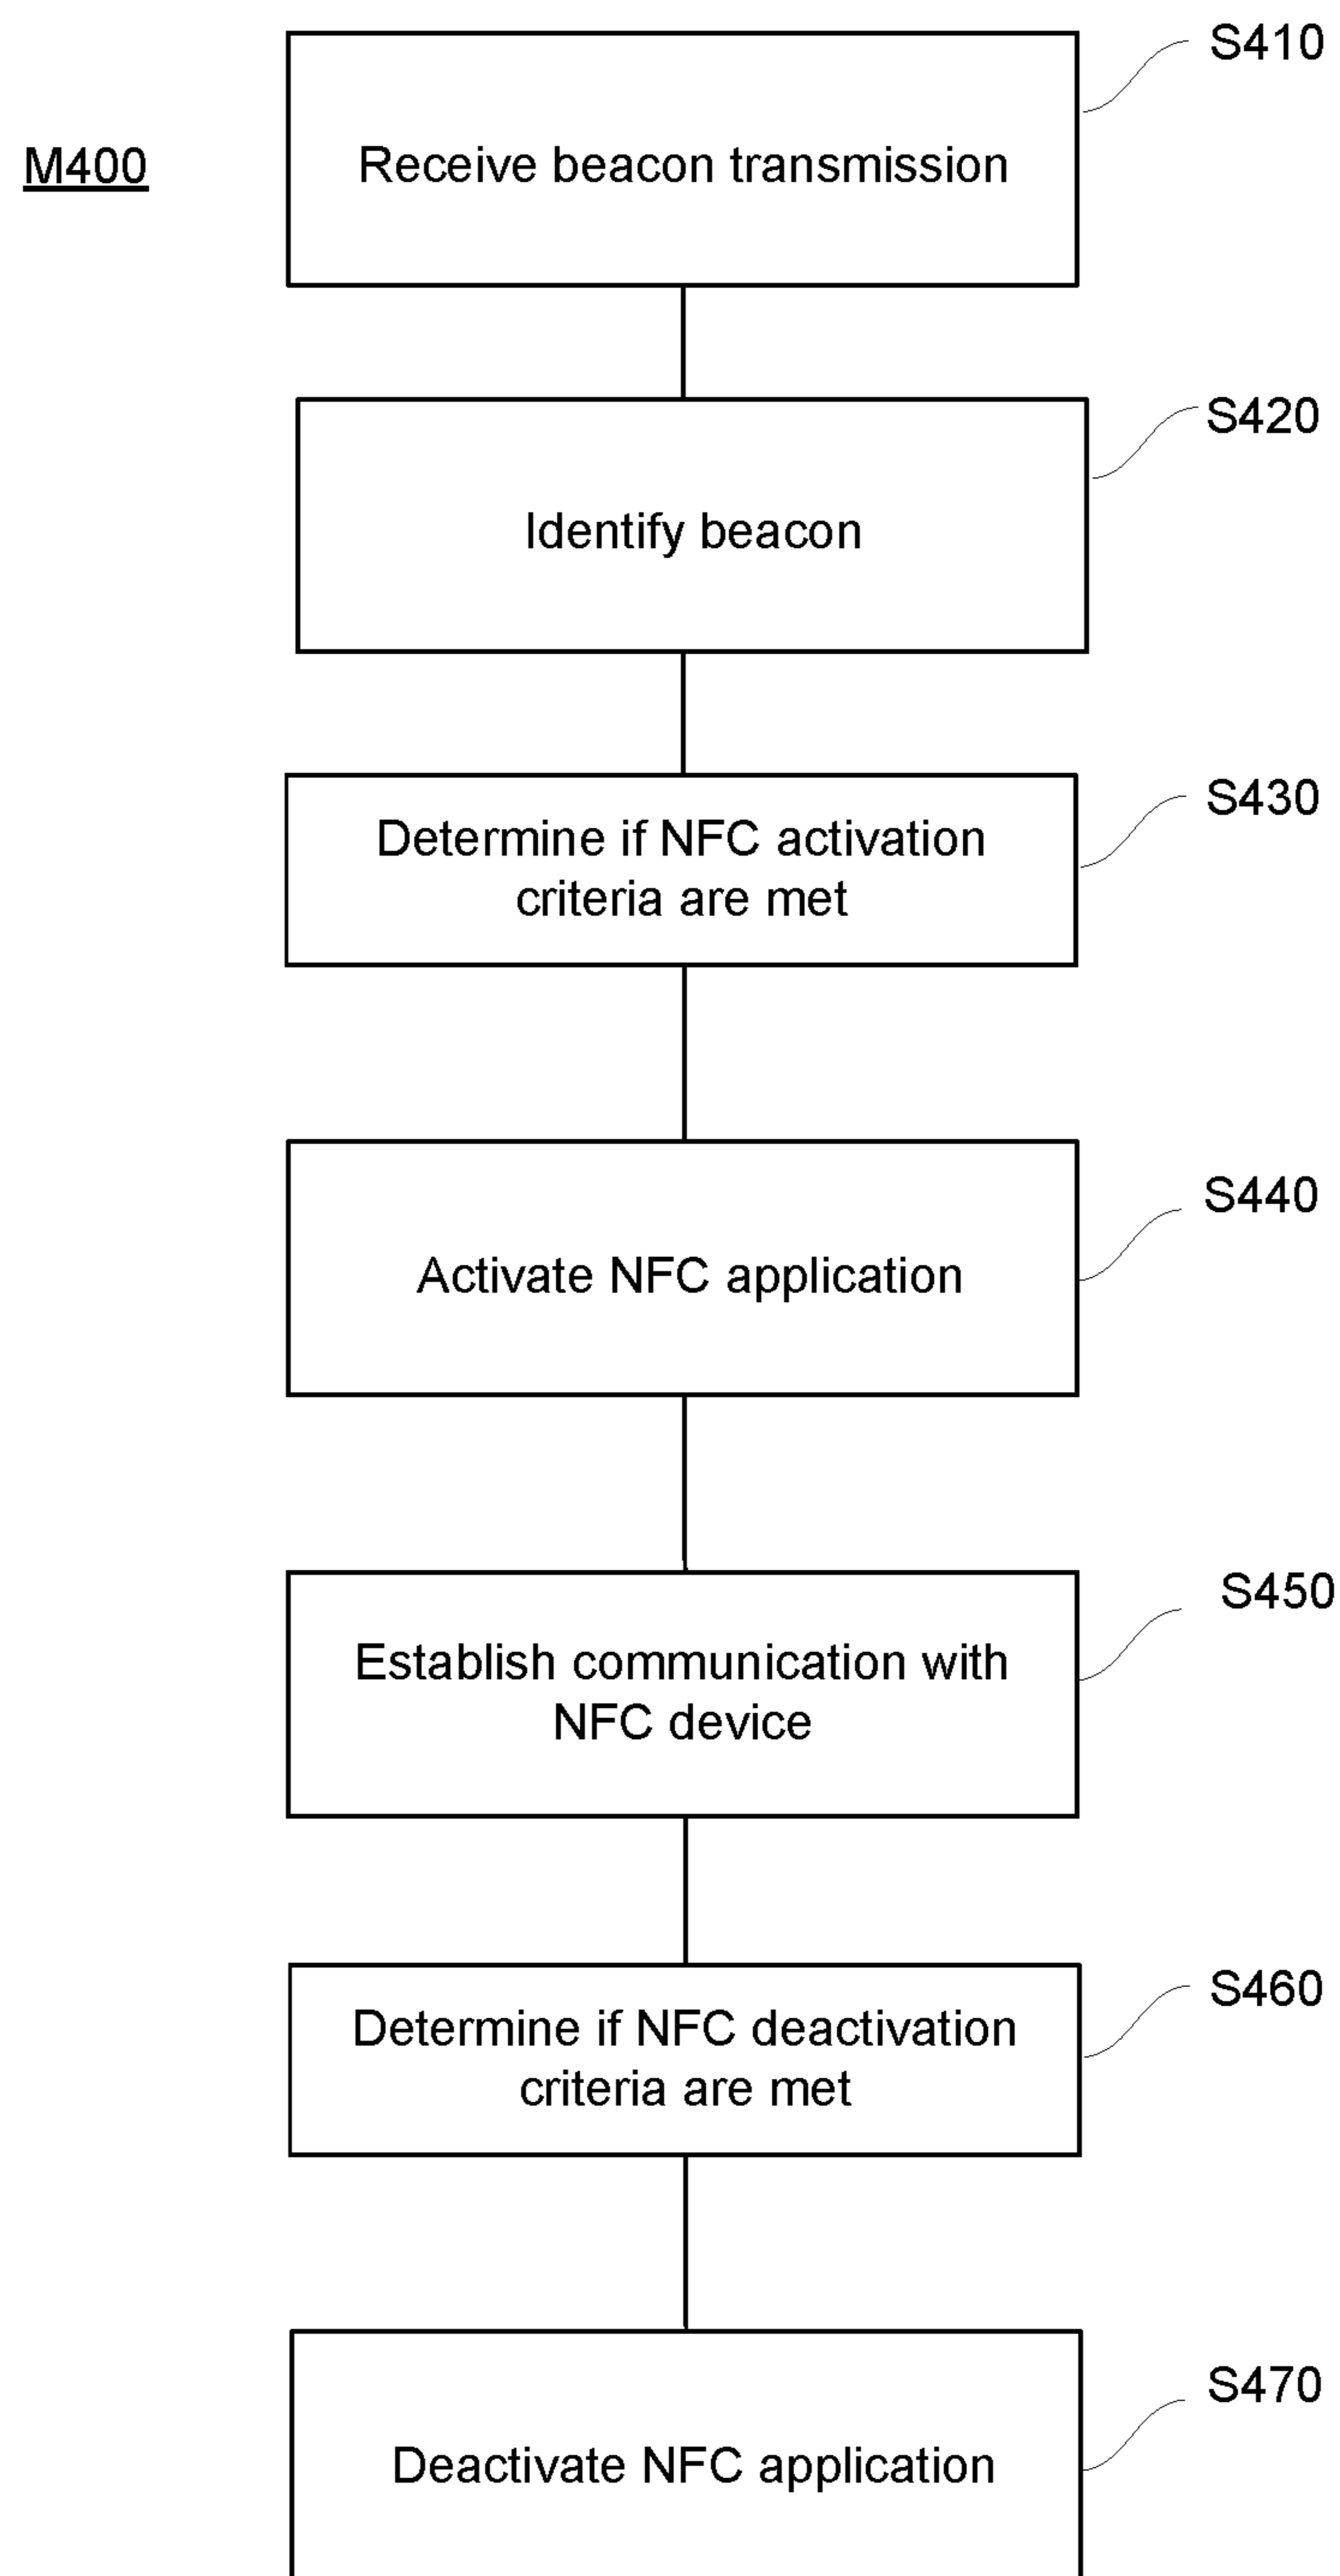 S410
M400
Receive beacon transmission
S420
Identify beacon
S430
Determine if NFC activation
criteria are met
S440
Activate NFC application
S450
Establish communication with
NFC device
S460
Determine if NFC deactivation
criteria are met
S470
Deactivate NFC application